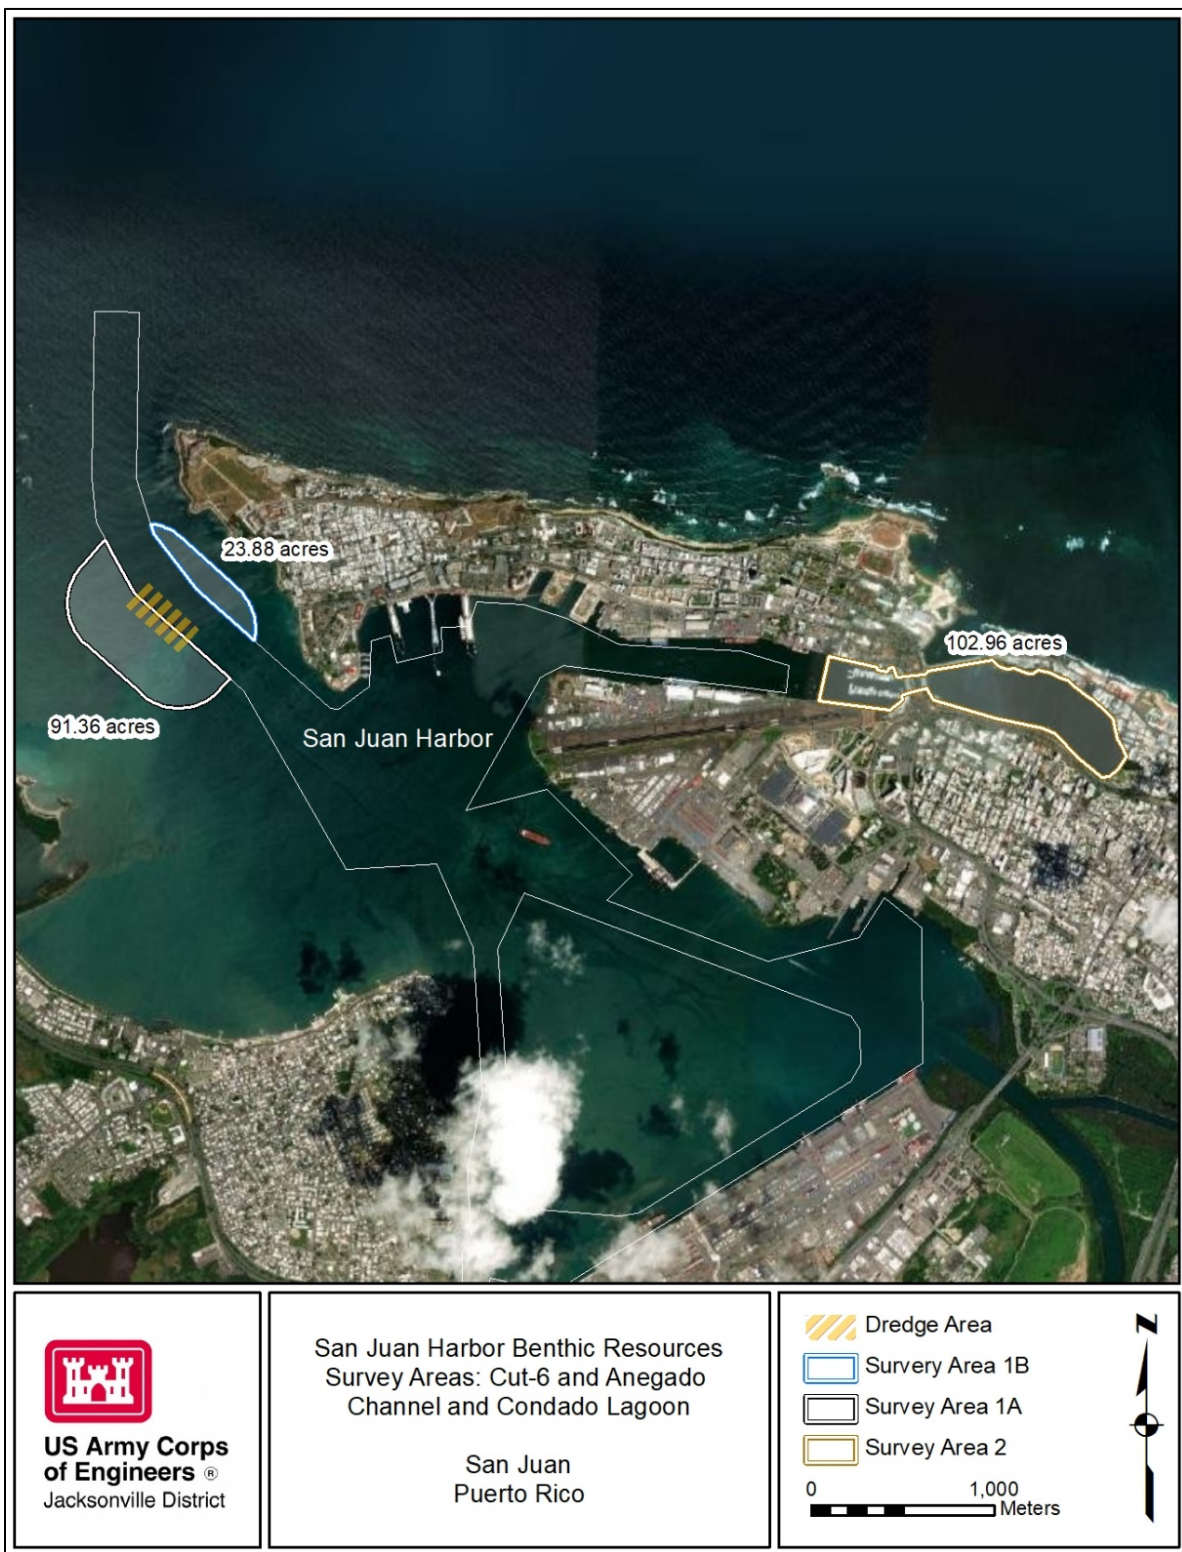 23.88 acres
102.96 acres
91.36 acres
San Juan Harbor
US Army Corps
of Engineers ®
Jacksonville District
San Juan Harbor Benthic Resources
Survey Areas: Cut-6 and Anegado
Channel and Condado Lagoon
San Juan
Puerto Rico
Dredge Area
Survery Area 1B
Survey Area 1A
Survey Area 2
0 1,000
Meters
N